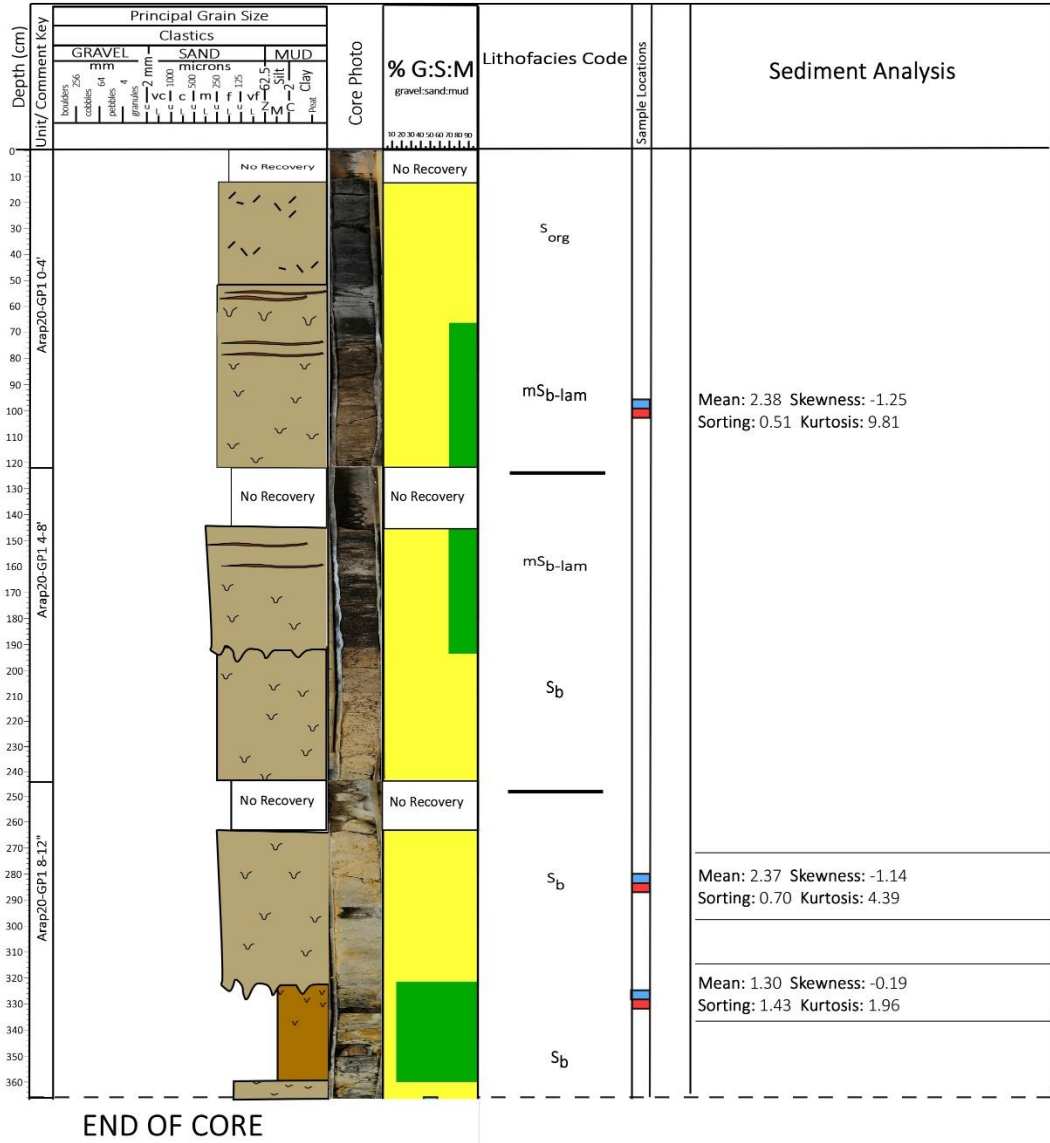 Principal Grain Size
Clastics
GRAVEL
mm
SAND
microns
MUD
Depth (cm)
Unit/ Comment Key
boulders
256
cobbles
64
pebbles
4
granules
2 mm
vc
1000
c
500
m
250
f
125
vf
62.5
Silt
2
Clay
Peat
Z
M
C
Core Photo
% G:S:M
gravel:sand:mud
10 20 30 40 50 60 70 80 90
Lithofacies Code
Sample Locations
Sediment Analysis
0
10
20
30
40
50
60
70
80
90
100
110
120
130
140
150
160
170
180
190
200
210
220
230
240
250
260
270
280
290
300
310
320
330
340
350
360
Arap20-GP1 0-4'
Arap20-GP1 4-8'
Arap20-GP1 8-12"
No Recovery
No Recovery
Sorg
mSb-lam
Mean: 2.38 Skewness: -1.25
Sorting: 0.51 Kurtosis: 9.81
No Recovery
No Recovery
mSb-lam
Sb
No Recovery
No Recovery
Sb
Mean: 2.37 Skewness: -1.14
Sorting: 0.70 Kurtosis: 4.39
Mean: 1.30 Skewness: -0.19
Sorting: 1.43 Kurtosis: 1.96
Sb
END OF CORE